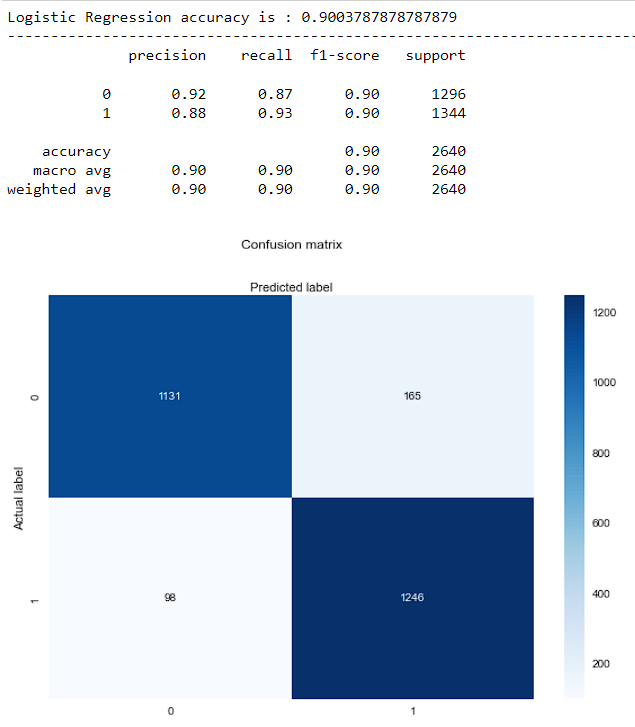 Logistic Regression accuracy is : 0.9003787878787879
--------------------------------------------------------------------------------
precision recall f1-score support
0 0.92 0.87 0.90 1296
1 0.88 0.93 0.90 1344
accuracy 0.90 2640
macro avg 0.90 0.90 0.90 2640
weighted avg 0.90 0.90 0.90 2640
Confusion matrix
Predicted label
1200
1000
800
600
400
200
0
1131 165
Actual label
1
98 1246
0 1